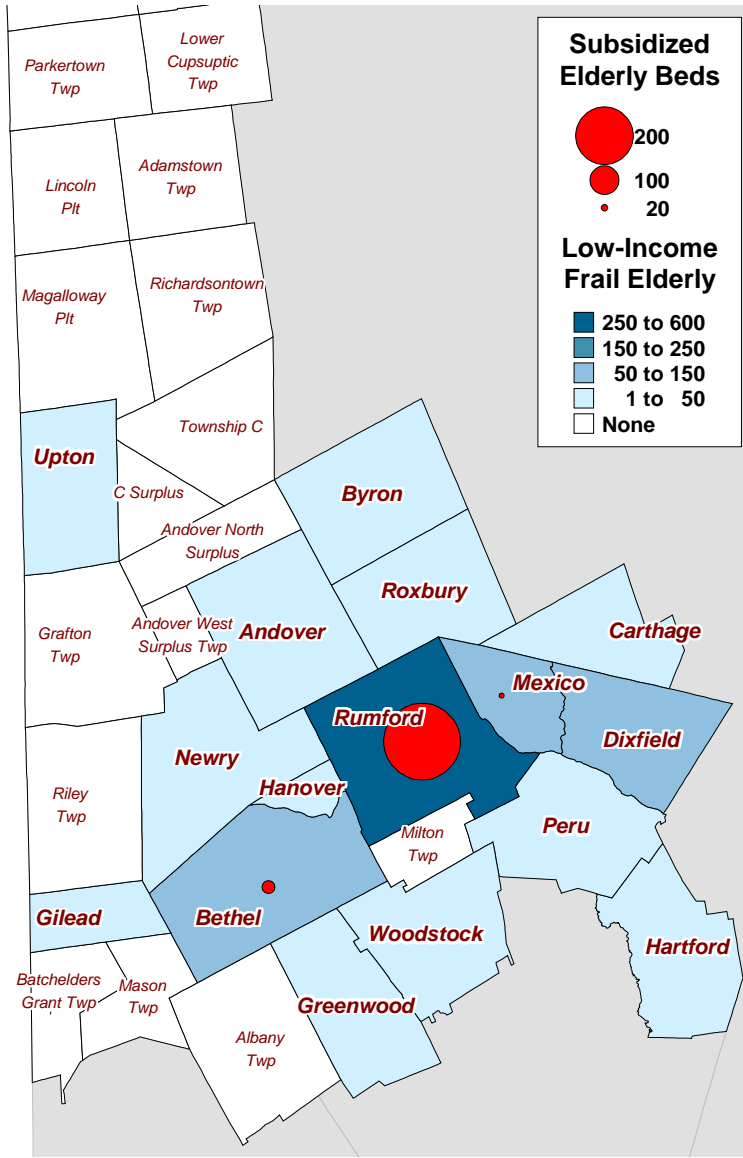 Subsidized
Elderly Beds
200
100
20
Low-Income
Frail Elderly
250 to 600
150 to 250
50 to 150
1 to 50
None
Parkertown
Twp
Lower
Cupsuptic
Twp
Lincoln
Plt
Adamstown
Twp
Magalloway
Plt
Richardsontown
Twp
Township C
Upton
C Surplus
Andover North
Surplus
Byron
Roxbury
Grafton
Twp
Andover West
Surplus Twp
Andover
Carthage
Mexico
Rumford
Dixfield
Newry
Hanover
Riley
Twp
Milton
Twp
Peru
Gilead
Bethel
Woodstock
Hartford
Batchelders
Grant Twp
Mason
Twp
Greenwood
Albany
Twp